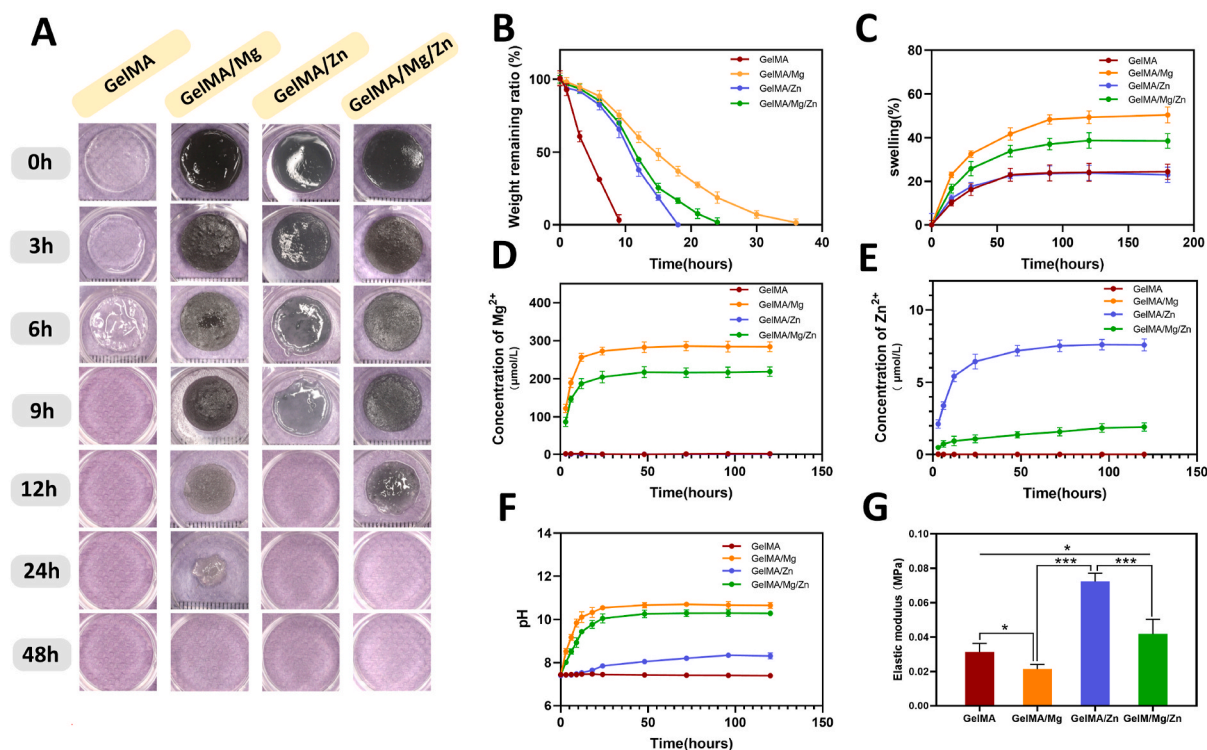 A
GelMA
GelMA/Mg
GelMA/Zn
GelMA/Mg/Zn
0h
3h
6h
9h
12h
24h
48h
B
Weight remaining ratio (%)
100
50
0
0
10
20
30
40
Time(hours)
GelMA
GelMA/Mg
GelMA/Zn
GelMA/Mg/Zn
C
swelling(%)
80
60
40
20
0
0
50
100
150
200
Time(hours)
GelMA
GelMA/Mg
GelMA/Zn
GelMA/Mg/Zn
D
Concentration of Mg²⁺
(μmol/L)
400
300
200
100
0
0
50
100
150
Time(hours)
GelMA
GelMA/Mg
GelMA/Zn
GelMA/Mg/Zn
E
Concentration of Zn²⁺
( μmol/L)
10
5
0
0
50
100
150
Time(hours)
GelMA
GelMA/Mg
GelMA/Zn
GelMA/Mg/Zn
F
pH
14
12
10
8
6
0
50
100
150
Time(hours)
GelMA
GelMA/Mg
GelMA/Zn
GelMA/Mg/Zn
G
Elastic modulus (MPa)
0.10
0.08
0.06
0.04
0.02
0.00
*
***
***
*
GelMA
GelMA/Mg
GelMA/Zn
GelM/Mg/Zn